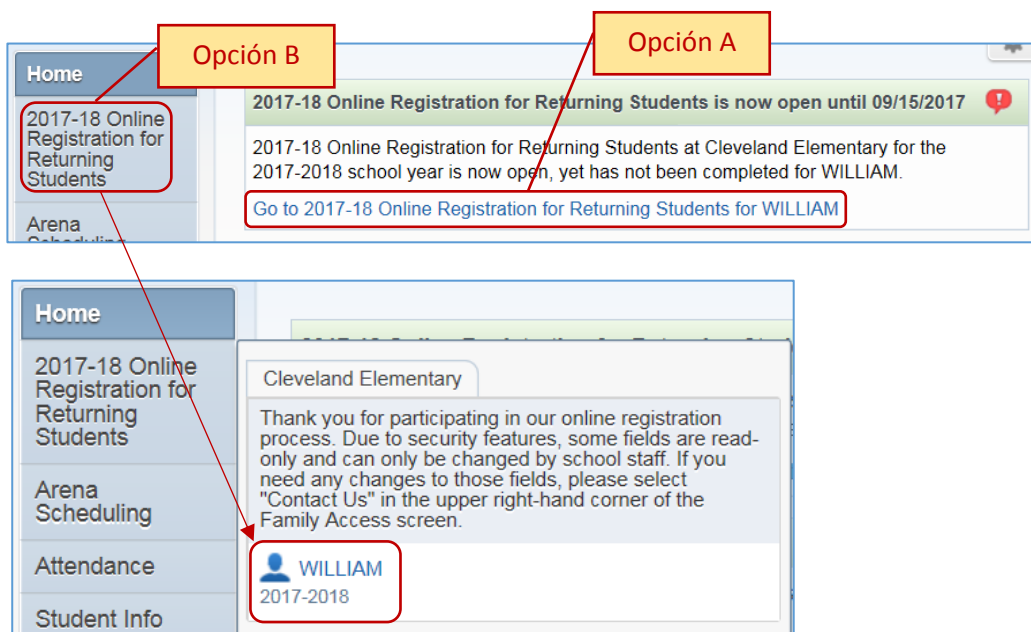 Opción B
Opción A
Home
2017-18 Online
Registration for
Returning
Students
Arena
Scheduling
2017-18 Online Registration for Returning Students is now open until 09/15/2017
2017-18 Online Registration for Returning Students at Cleveland Elementary for the
2017-2018 school year is now open, yet has not been completed for WILLIAM.
Go to 2017-18 Online Registration for Returning Students for WILLIAM
Home
2017-18 Online
Registration for
Returning
Students
Arena
Scheduling
Attendance
Student Info
Cleveland Elementary
Thank you for participating in our online registration
process. Due to security features, some fields are read-
only and can only be changed by school staff. If you
need any changes to those fields, please select
"Contact Us" in the upper right-hand corner of the
Family Access screen.
WILLIAM
2017-2018